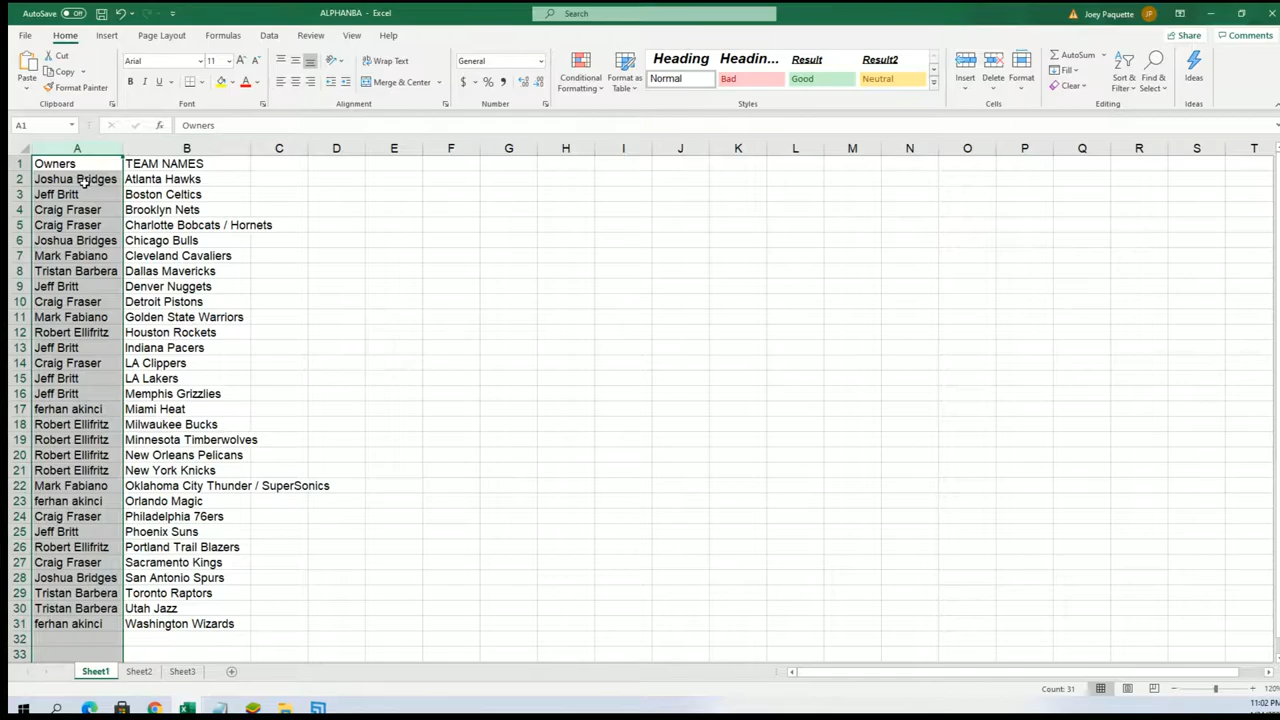 AutoSave Off ALPHANBA - Excel Search Joey Paquette JP
File Home Insert Page Layout Formulas Data Review View Help Share Comments
Paste Cut Copy Format Painter Clipboard
Arial 11 A A B I U A Font
Wrap Text Merge & Center Alignment
General $ % Number
Conditional Formatting Format as Table
Heading Headin... Result Result2
Normal Bad Good Neutral
Styles
Insert Delete Format Cells
AutoSum Fill Clear Sort & Filter Find & Select Editing
Ideas Ideas
A1 fx Owners
A B C D E F G H I J K L M N O P Q R S T
1 Owners TEAM NAMES
2 Joshua Bridges Atlanta Hawks
3 Jeff Britt Boston Celtics
4 Craig Fraser Brooklyn Nets
5 Craig Fraser Charlotte Bobcats / Hornets
6 Joshua Bridges Chicago Bulls
7 Mark Fabiano Cleveland Cavaliers
8 Tristan Barbera Dallas Mavericks
9 Jeff Britt Denver Nuggets
10 Craig Fraser Detroit Pistons
11 Mark Fabiano Golden State Warriors
12 Robert Ellifritz Houston Rockets
13 Jeff Britt Indiana Pacers
14 Craig Fraser LA Clippers
15 Jeff Britt LA Lakers
16 Jeff Britt Memphis Grizzlies
17 ferhan akinci Miami Heat
18 Robert Ellifritz Milwaukee Bucks
19 Robert Ellifritz Minnesota Timberwolves
20 Robert Ellifritz New Orleans Pelicans
21 Robert Ellifritz New York Knicks
22 Mark Fabiano Oklahoma City Thunder / SuperSonics
23 ferhan akinci Orlando Magic
24 Craig Fraser Philadelphia 76ers
25 Jeff Britt Phoenix Suns
26 Robert Ellifritz Portland Trail Blazers
27 Craig Fraser Sacramento Kings
28 Joshua Bridges San Antonio Spurs
29 Tristan Barbera Toronto Raptors
30 Tristan Barbera Utah Jazz
31 ferhan akinci Washington Wizards
32
33
Sheet1 Sheet2 Sheet3
Count: 31 120%
11:02 PM